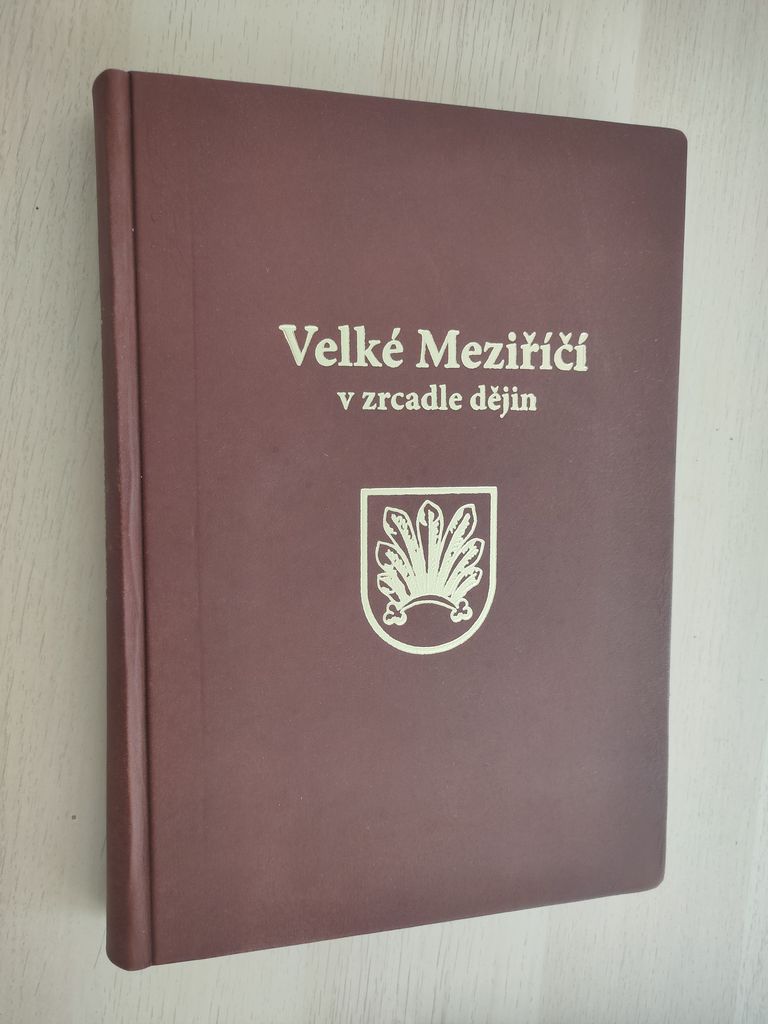 Velké Meziříčí
v zrcadle dějin